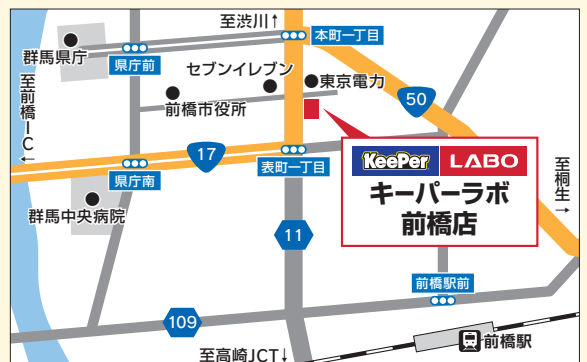 至渋川↑
本町一丁目
群馬県庁
県庁前
セブンイレブン
東京電力
至前橋IC←
前橋市役所
50
17
表町一丁目
県庁南
KeePer LABO
キーパーラボ
前橋店
至桐生→
群馬中央病院
11
前橋駅前
109
前橋駅
至高崎JCT↓